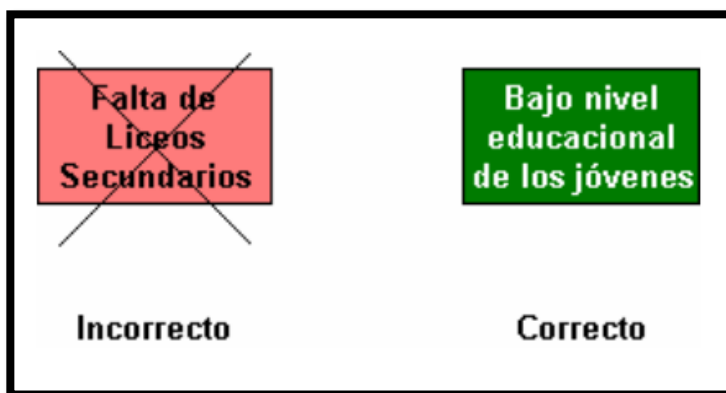 Falta de
Liceos
Secundarios
Bajo nivel
educacional
de los jóvenes
Incorrecto
Correcto